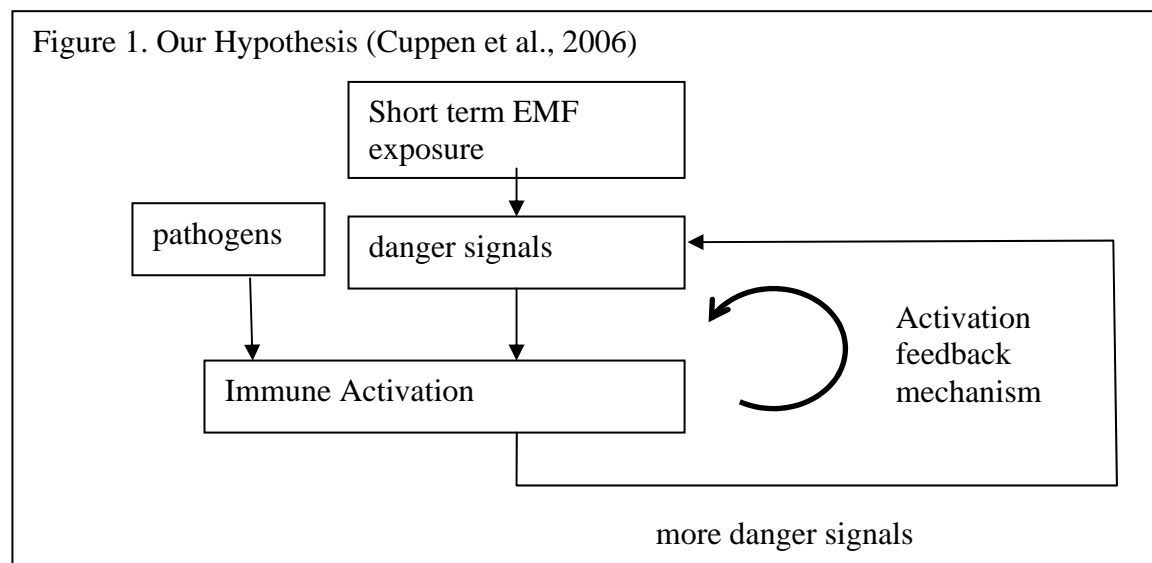 Figure 1. Our Hypothesis (Cuppen et al., 2006)
Short term EMF
exposure
pathogens
danger signals
Immune Activation
Activation
feedback
mechanism
more danger signals